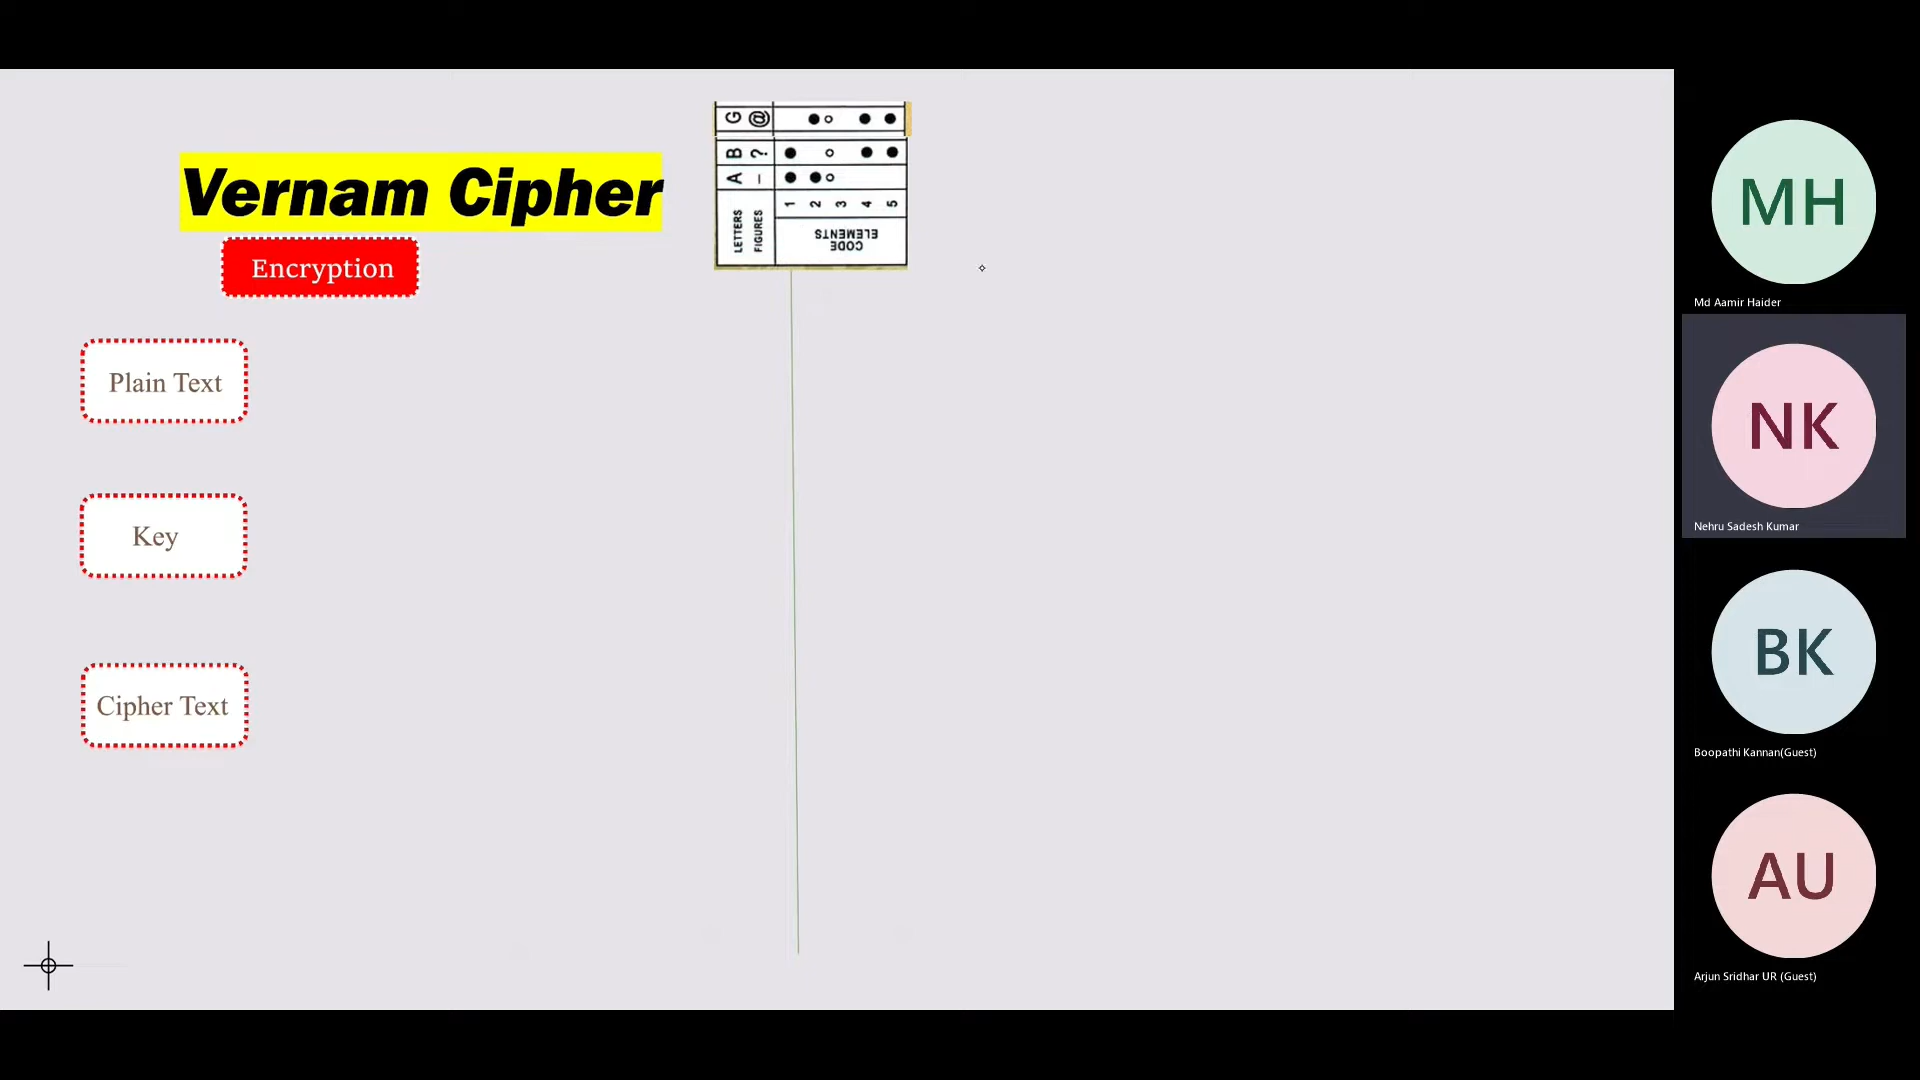 Vernam Cipher
Encryption
Plain Text
Key
Cipher Text
G @
B ?
A –
LETTERS
FIGURES
1 2 3 4 5
CODE
ELEMENTS
MH
Md Aamir Haider
NK
Nehru Sadesh Kumar
BK
Boopathi Kannan(Guest)
AU
Arjun Sridhar UR (Guest)